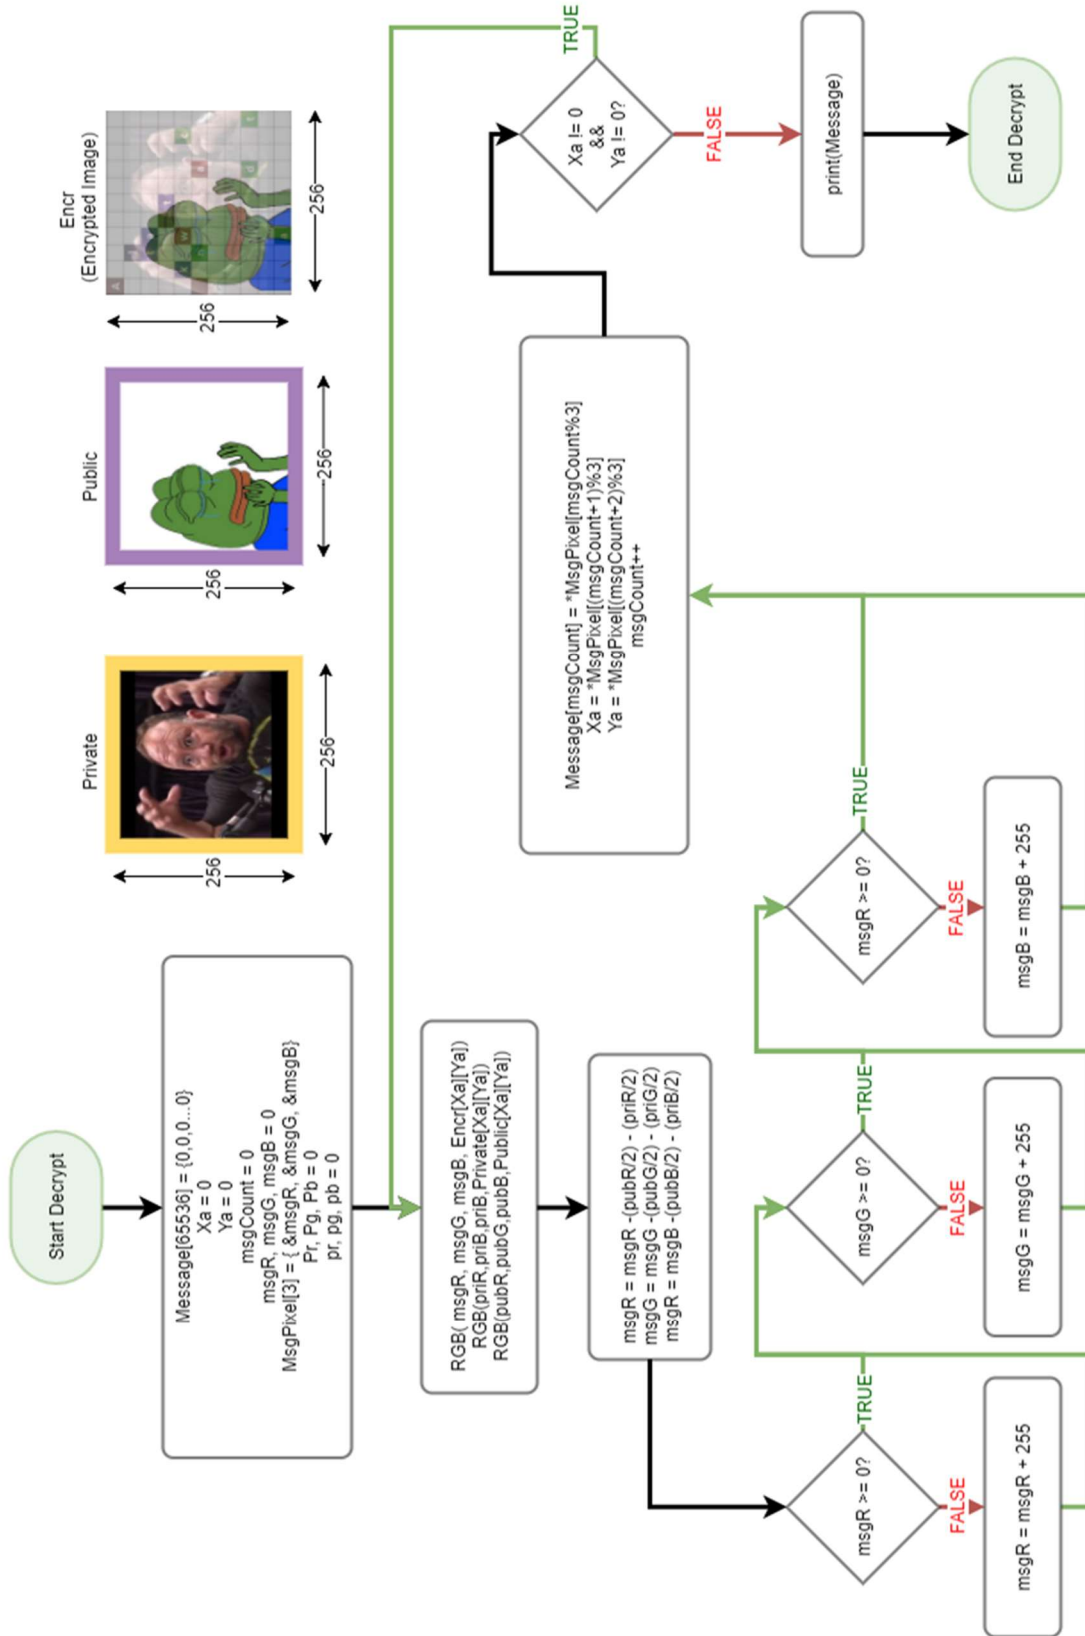 Start Decrypt
Message[65536] = {0,0,0...0}
Xa = 0
Ya = 0
msgCount = 0
msgR, msgG, msgB = 0
MsgPixel[3] = { &msgR, &msgG, &msgB}
Pr, Pg, Pb = 0
pr, pg, pb = 0
Private
256
256
Public
256
256
Encr
(Encrypted Image)
256
256
RGB( msgR, msgG, msgB, Encr[Xa][Ya])
RGB(priR,priB,priB,Private[Xa][Ya])
RGB(pubR,pubG,pubB,Public[Xa][Ya])
msgR = msgR -(pubR/2) - (priR/2)
msgG = msgG -(pubG/2) - (priG/2)
msgR = msgB -(pubB/2) - (priB/2)
msgR >= 0?
TRUE
FALSE
msgR = msgR + 255
msgG >= 0?
TRUE
FALSE
msgG = msgG + 255
msgR >= 0?
TRUE
FALSE
msgB = msgB + 255
Message[msgCount] = *MsgPixel[msgCount%3]
Xa = *MsgPixel[(msgCount+1)%3]
Ya = *MsgPixel[(msgCount+2)%3]
msgCount++
Xa != 0
&&
Ya != 0?
TRUE
FALSE
print(Message)
End Decrypt